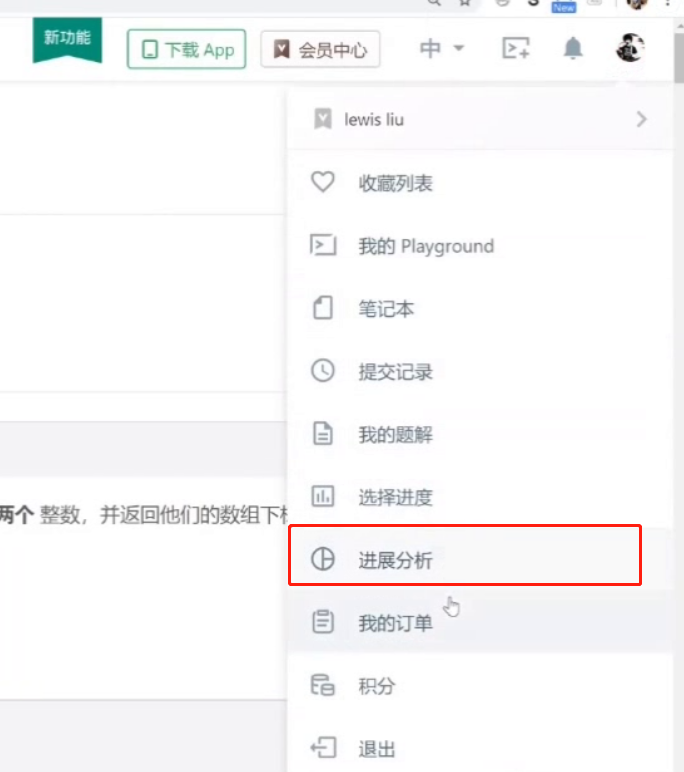 New
新功能
下载 App
会员中心
中
lewis liu
收藏列表
我的 Playground
笔记本
提交记录
我的题解
选择进度
两个 整数，并返回他们的数组下
进展分析
我的订单
积分
退出